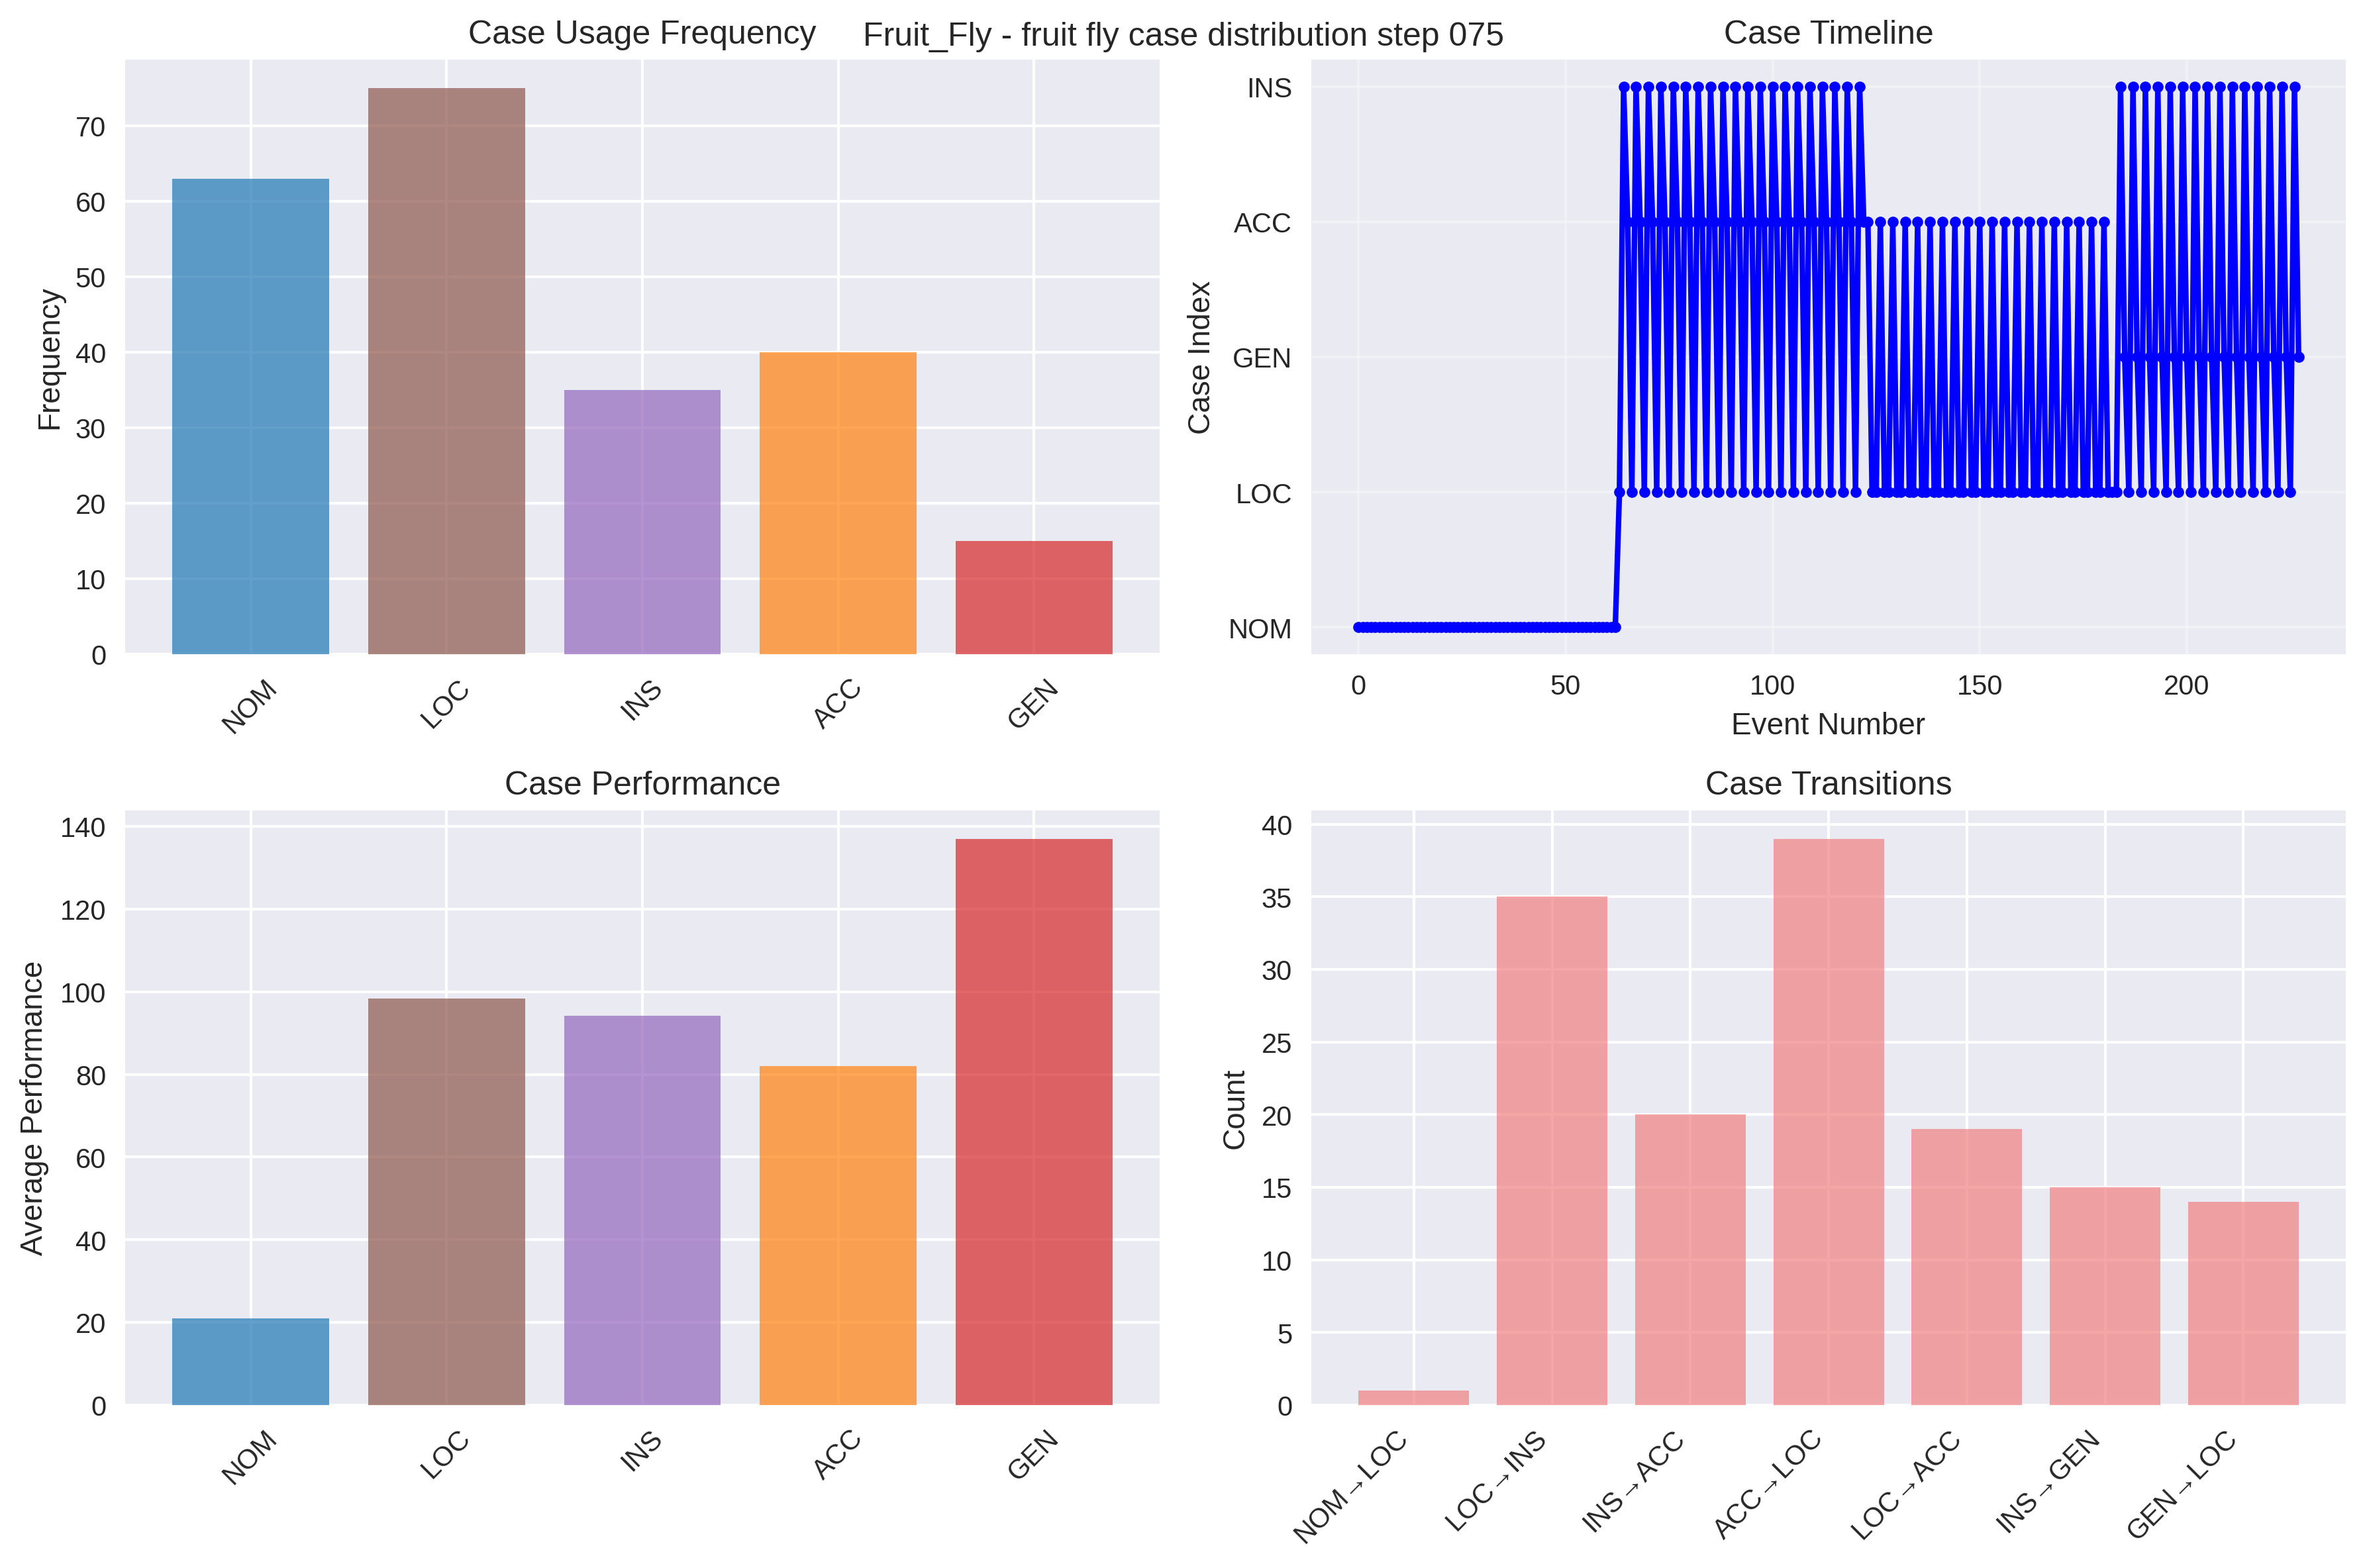 Fruit_Fly - fruit fly case distribution step 075
Case Usage Frequency
Frequency
70
60
50
40
30
20
10
0
NOM
LOC
INS
ACC
GEN
Case Timeline
Case Index
INS
ACC
GEN
LOC
NOM
0
50
100
150
200
Event Number
Case Performance
Average Performance
140
120
100
80
60
40
20
0
NOM
LOC
INS
ACC
GEN
Case Transitions
Count
40
35
30
25
20
15
10
5
0
NOM→LOC
LOC→INS
INS→ACC
ACC→LOC
LOC→ACC
INS→GEN
GEN→LOC